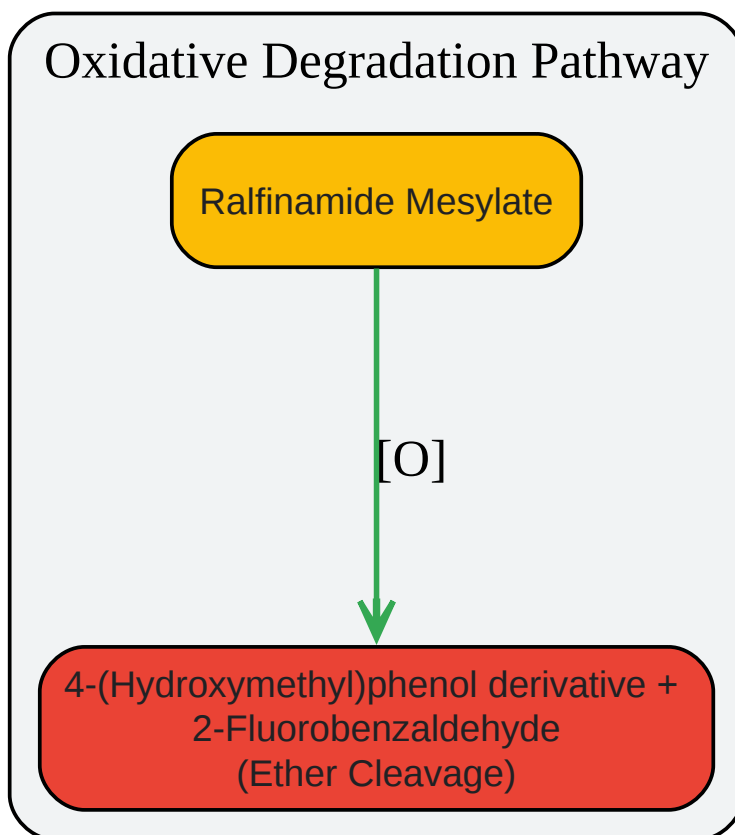 Oxidative Degradation Pathway
Ralfinamide Mesylate
[O]
4-(Hydroxymethyl)phenol derivative +
2-Fluorobenzaldehyde
(Ether Cleavage)